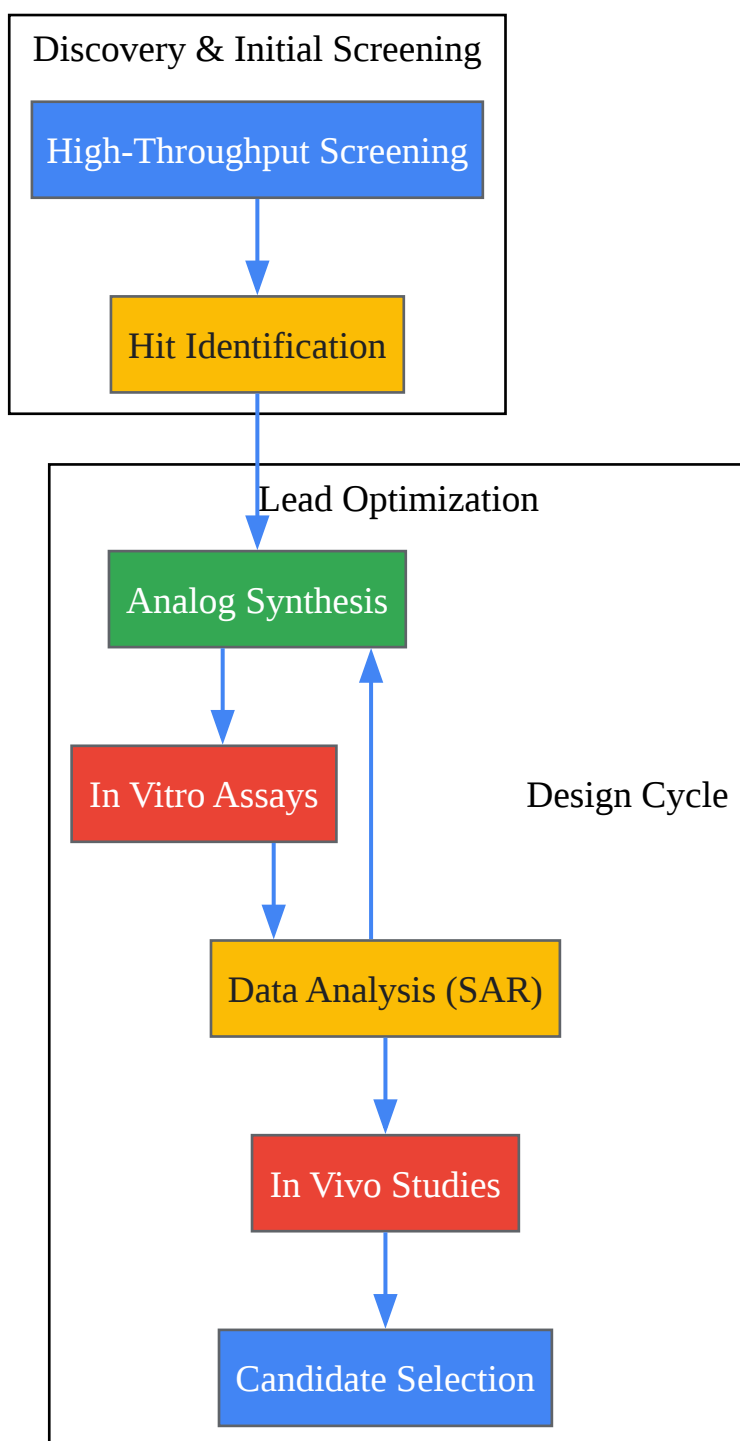 Discovery & Initial Screening
High-Throughput Screening
Hit Identification
Lead Optimization
Analog Synthesis
In Vitro Assays
Design Cycle
Data Analysis (SAR)
In Vivo Studies
Candidate Selection